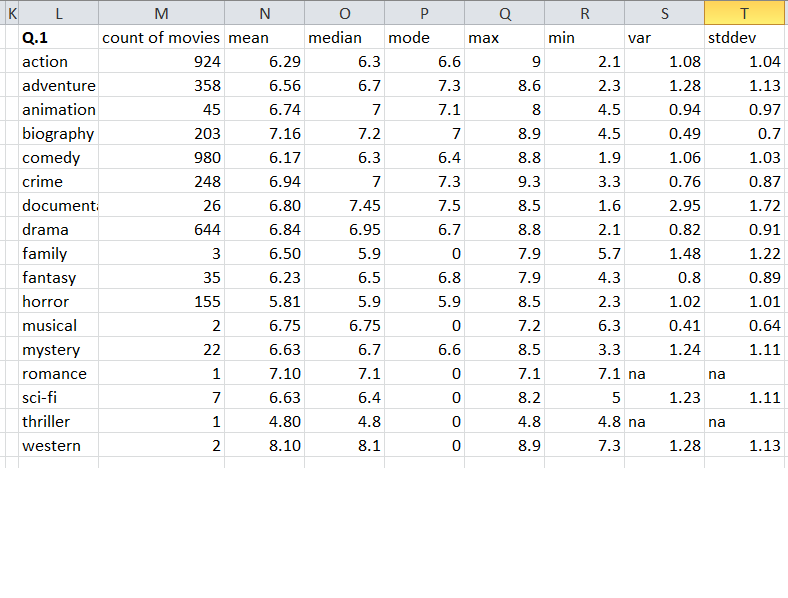 K L M N O P Q R S T
Q.1 count of movies mean median mode max min var stddev
action 924 6.29 6.3 6.6 9 2.1 1.08 1.04
adventure 358 6.56 6.7 7.3 8.6 2.3 1.28 1.13
animation 45 6.74 7 7.1 8 4.5 0.94 0.97
biography 203 7.16 7.2 7 8.9 4.5 0.49 0.7
comedy 980 6.17 6.3 6.4 8.8 1.9 1.06 1.03
crime 248 6.94 7 7.3 9.3 3.3 0.76 0.87
documenta 26 6.80 7.45 7.5 8.5 1.6 2.95 1.72
drama 644 6.84 6.95 6.7 8.8 2.1 0.82 0.91
family 3 6.50 5.9 0 7.9 5.7 1.48 1.22
fantasy 35 6.23 6.5 6.8 7.9 4.3 0.8 0.89
horror 155 5.81 5.9 5.9 8.5 2.3 1.02 1.01
musical 2 6.75 6.75 0 7.2 6.3 0.41 0.64
mystery 22 6.63 6.7 6.6 8.5 3.3 1.24 1.11
romance 1 7.10 7.1 0 7.1 7.1 na na
sci-fi 7 6.63 6.4 0 8.2 5 1.23 1.11
thriller 1 4.80 4.8 0 4.8 4.8 na na
western 2 8.10 8.1 0 8.9 7.3 1.28 1.13